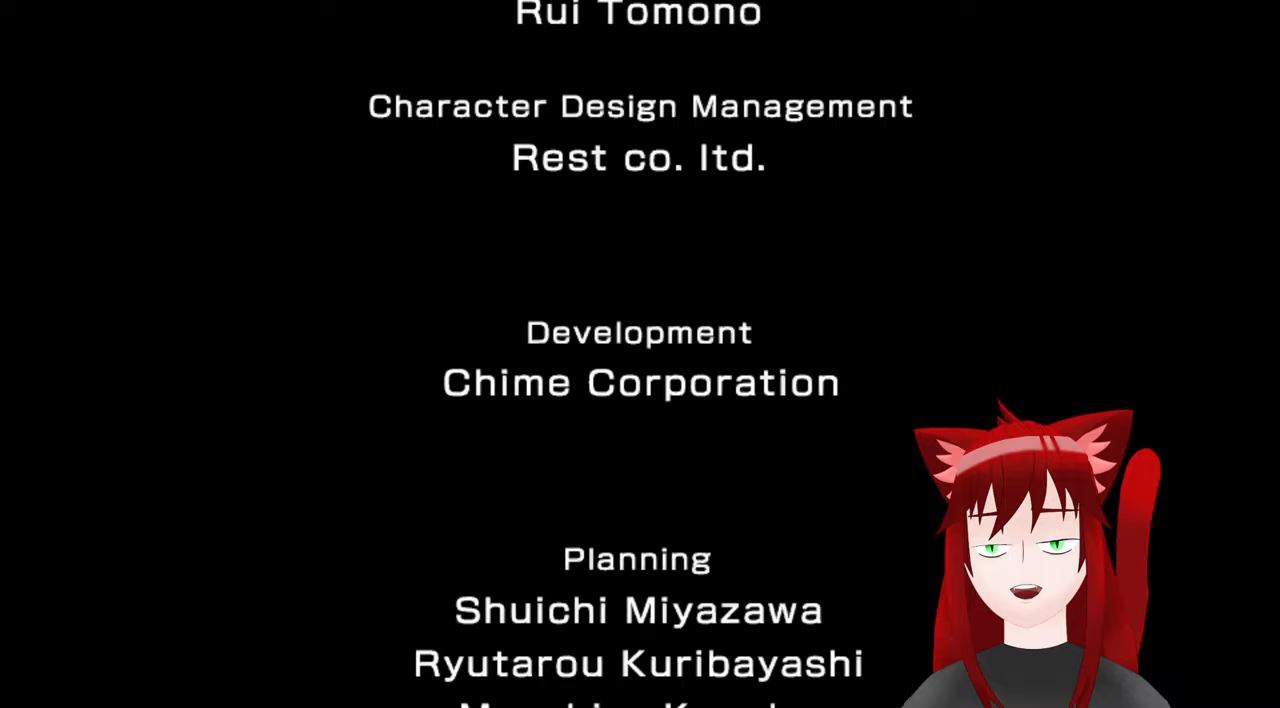 Rui Tomono
Character Design Management
Rest co. ltd.
Development
Chime Corporation
Planning
Shuichi Miyazawa
Ryutarou Kuribayashi